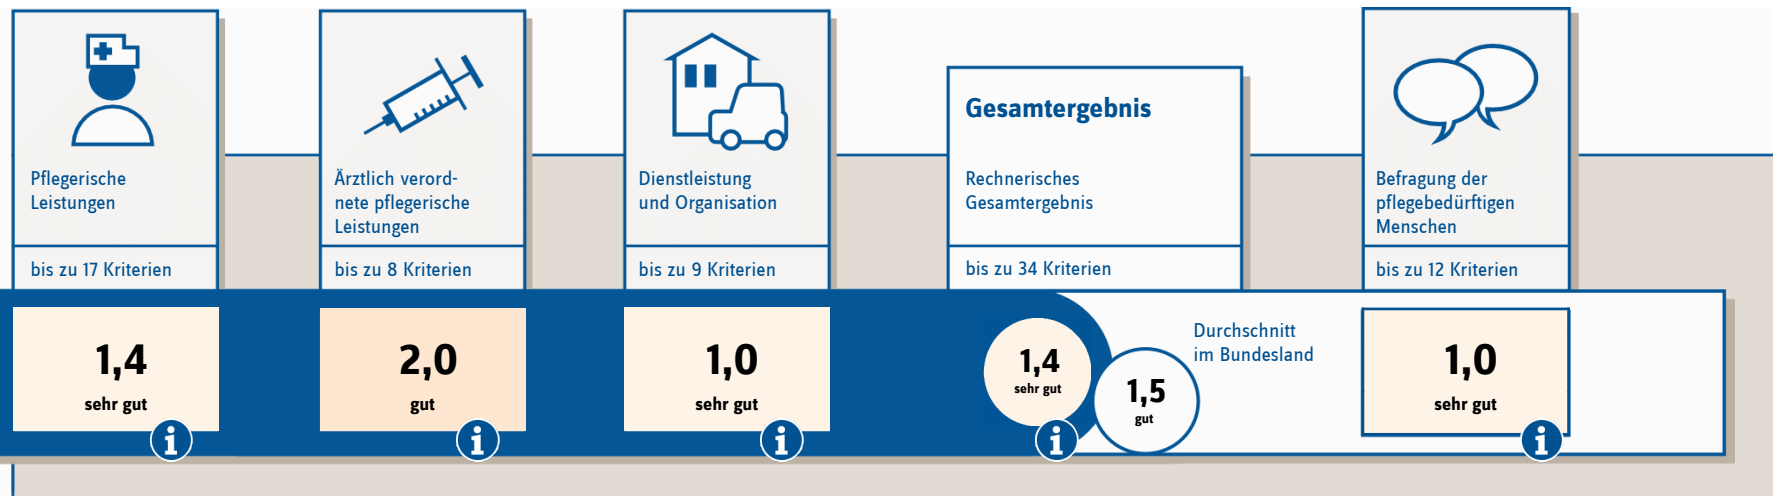 Pflegerische
Leistungen
bis zu 17 Kriterien
1,4
sehr gut
Ärztlich verord-
nete pflegerische
Leistungen
bis zu 8 Kriterien
2,0
gut
Dienstleistung
und Organisation
bis zu 9 Kriterien
1,0
sehr gut
Gesamtergebnis
Rechnerisches
Gesamtergebnis
bis zu 34 Kriterien
1,4
sehr gut
1,5
gut
Durchschnitt
im Bundesland
Befragung der
pflegebedürftigen
Menschen
bis zu 12 Kriterien
1,0
sehr gut